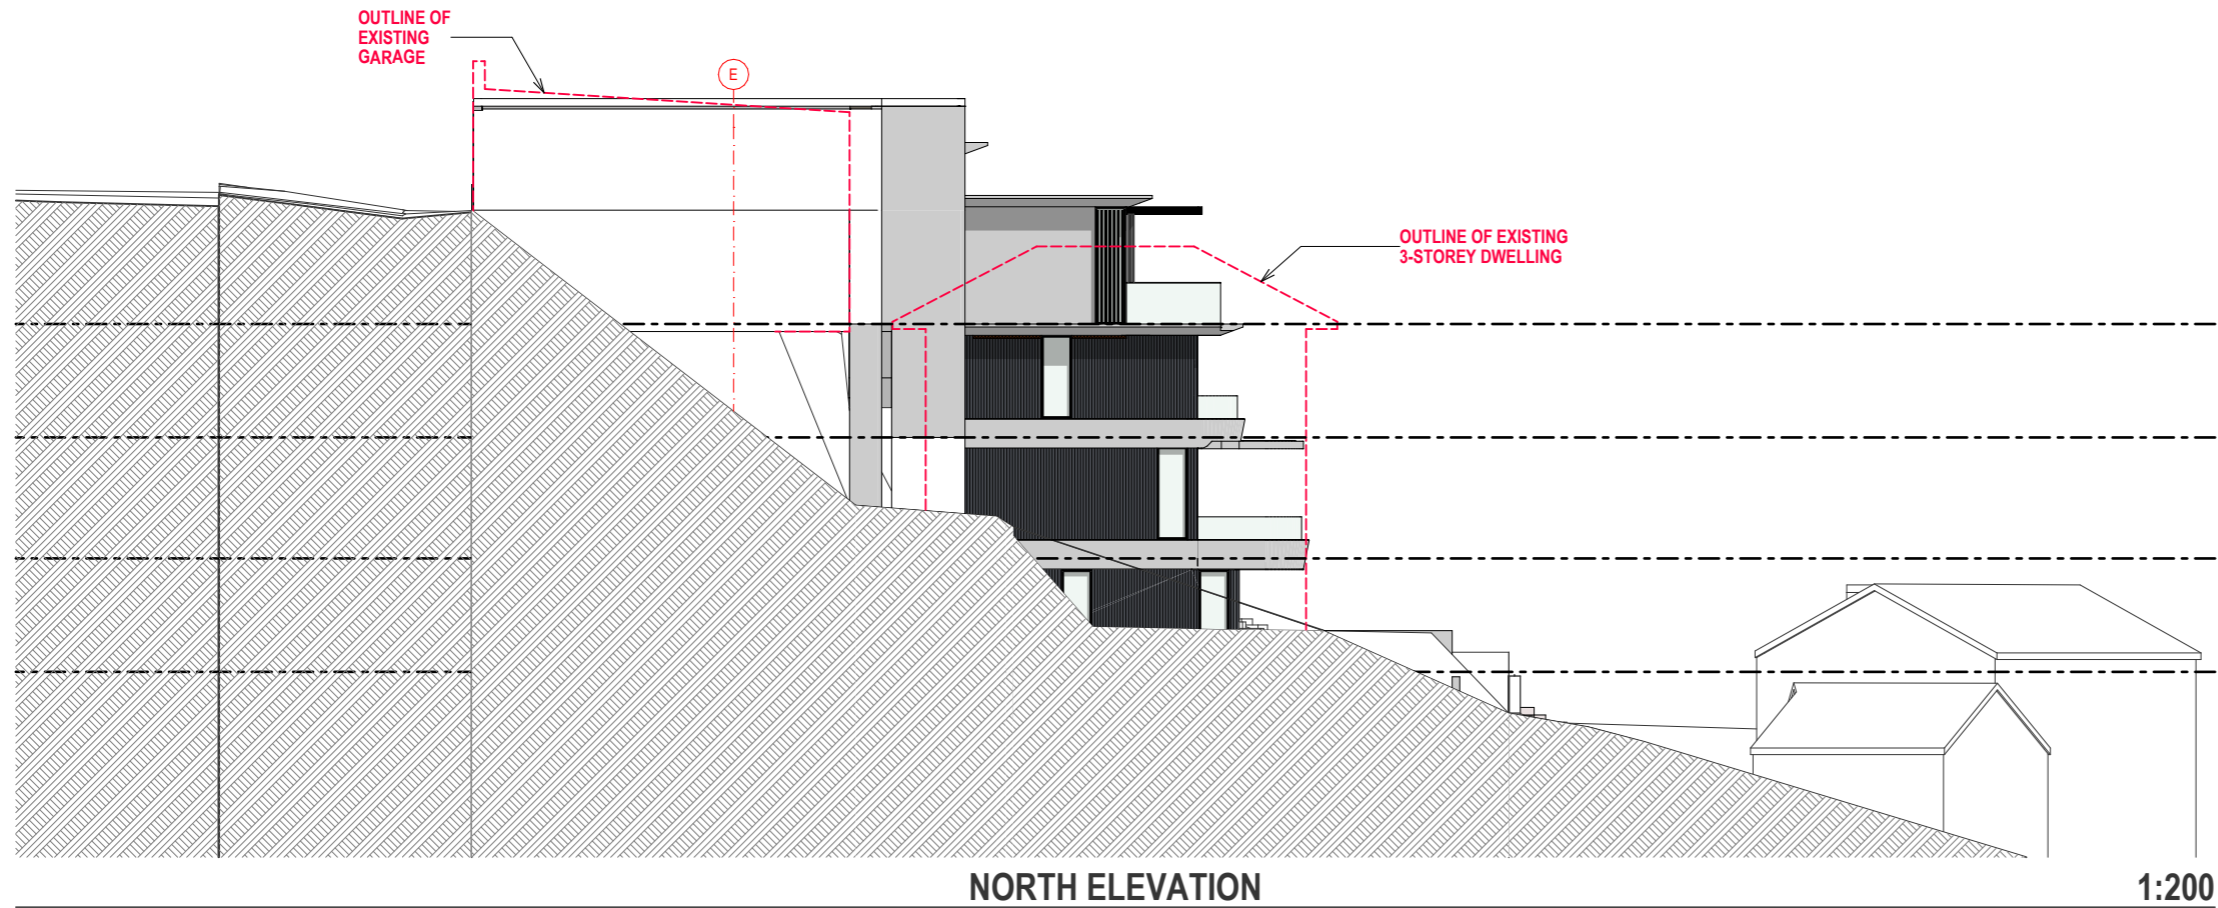 OUTLINE OF
EXISTING
GARAGE
E
OUTLINE OF EXISTING
3-STOREY DWELLING
NORTH ELEVATION
1:200